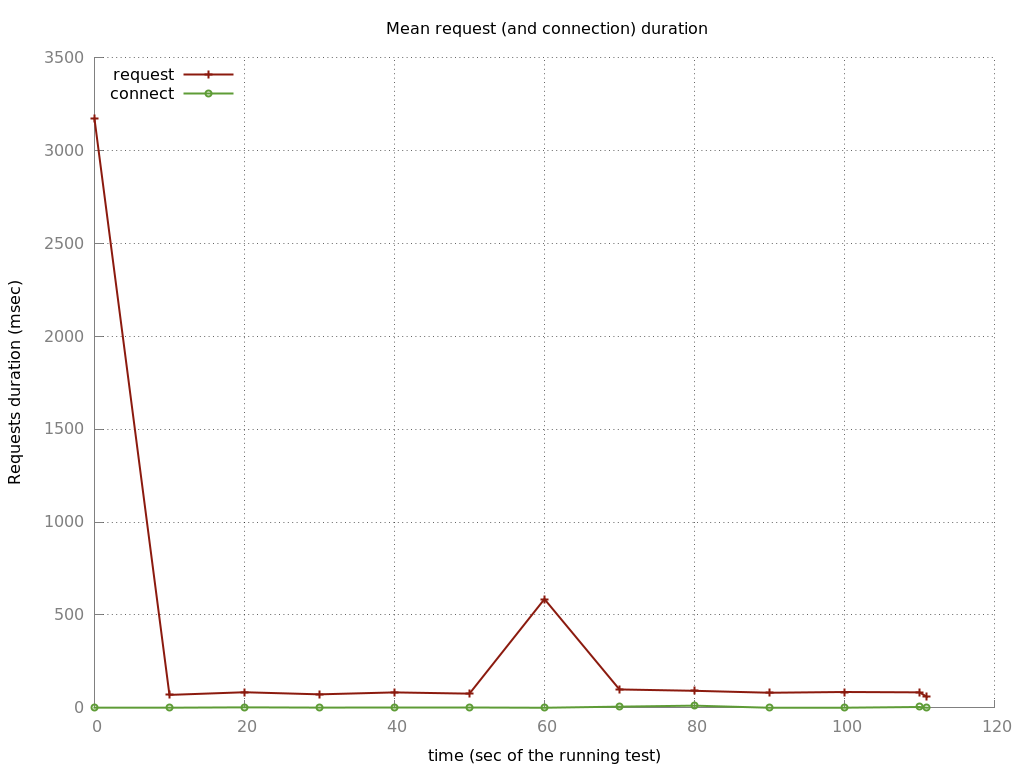 Mean request (and connection) duration
3500
request
connect
3000
2500
2000
1500
1000
500
0
0 20 40 60 80 100 120
Requests duration (msec)
time (sec of the running test)